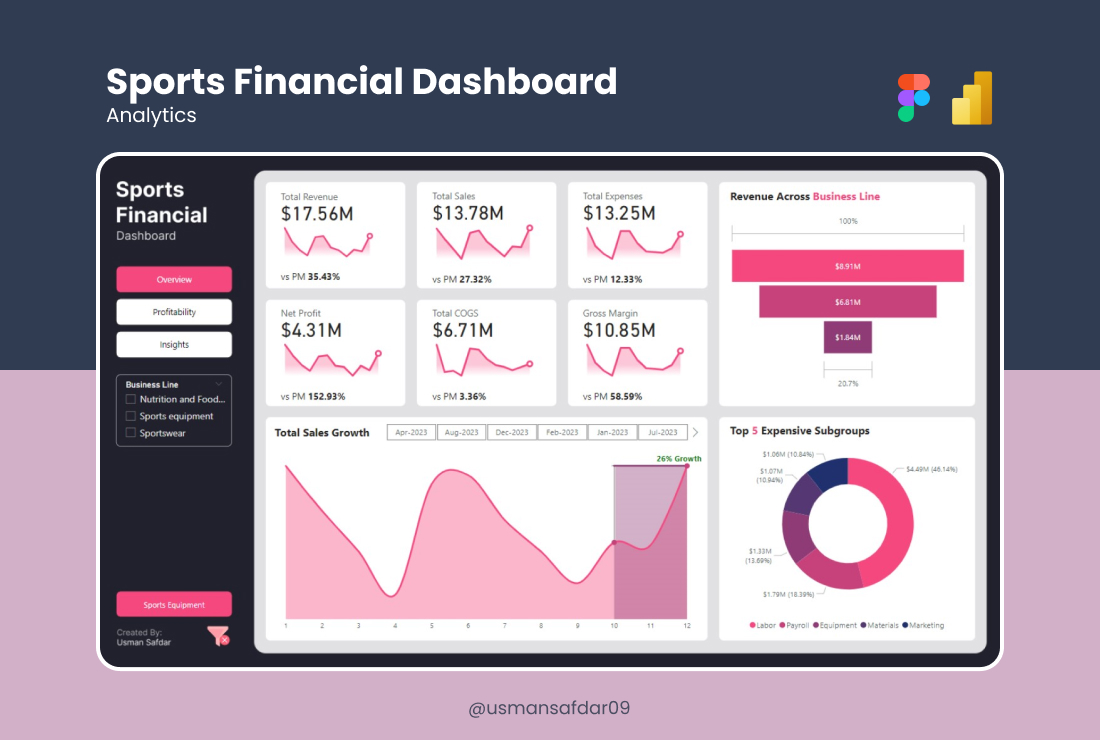 Sports Financial Dashboard
Analytics
Sports
Financial
Dashboard
Overview
Profitability
Insights
Business Line
Nutrition and Food...
Sports equipment
Sportswear
Sports Equipment
Created By:
Usman Safdar
Total Revenue
$17.56M
vs PM 35.43%
Total Sales
$13.78M
vs PM 27.32%
Total Expenses
$13.25M
vs PM 12.33%
Net Profit
$4.31M
vs PM 152.93%
Total COGS
$6.71M
vs PM 3.36%
Gross Margin
$10.85M
vs PM 58.59%
Revenue Across Business Line
100%
$8.91M
$6.81M
$1.84M
20.7%
Total Sales Growth
Apr-2023 Aug-2023 Dec-2023 Feb-2023 Jan-2023 Jul-2023
26% Growth
1 2 3 4 5 6 7 8 9 10 11 12
Top 5 Expensive Subgroups
$1.06M (10.84%)
$1.07M
(10.94%)
$4.49M (46.14%)
$1.33M
(13.69%)
$1.79M (18.39%)
Labor Payroll Equipment Materials Marketing
@usmansafdar09